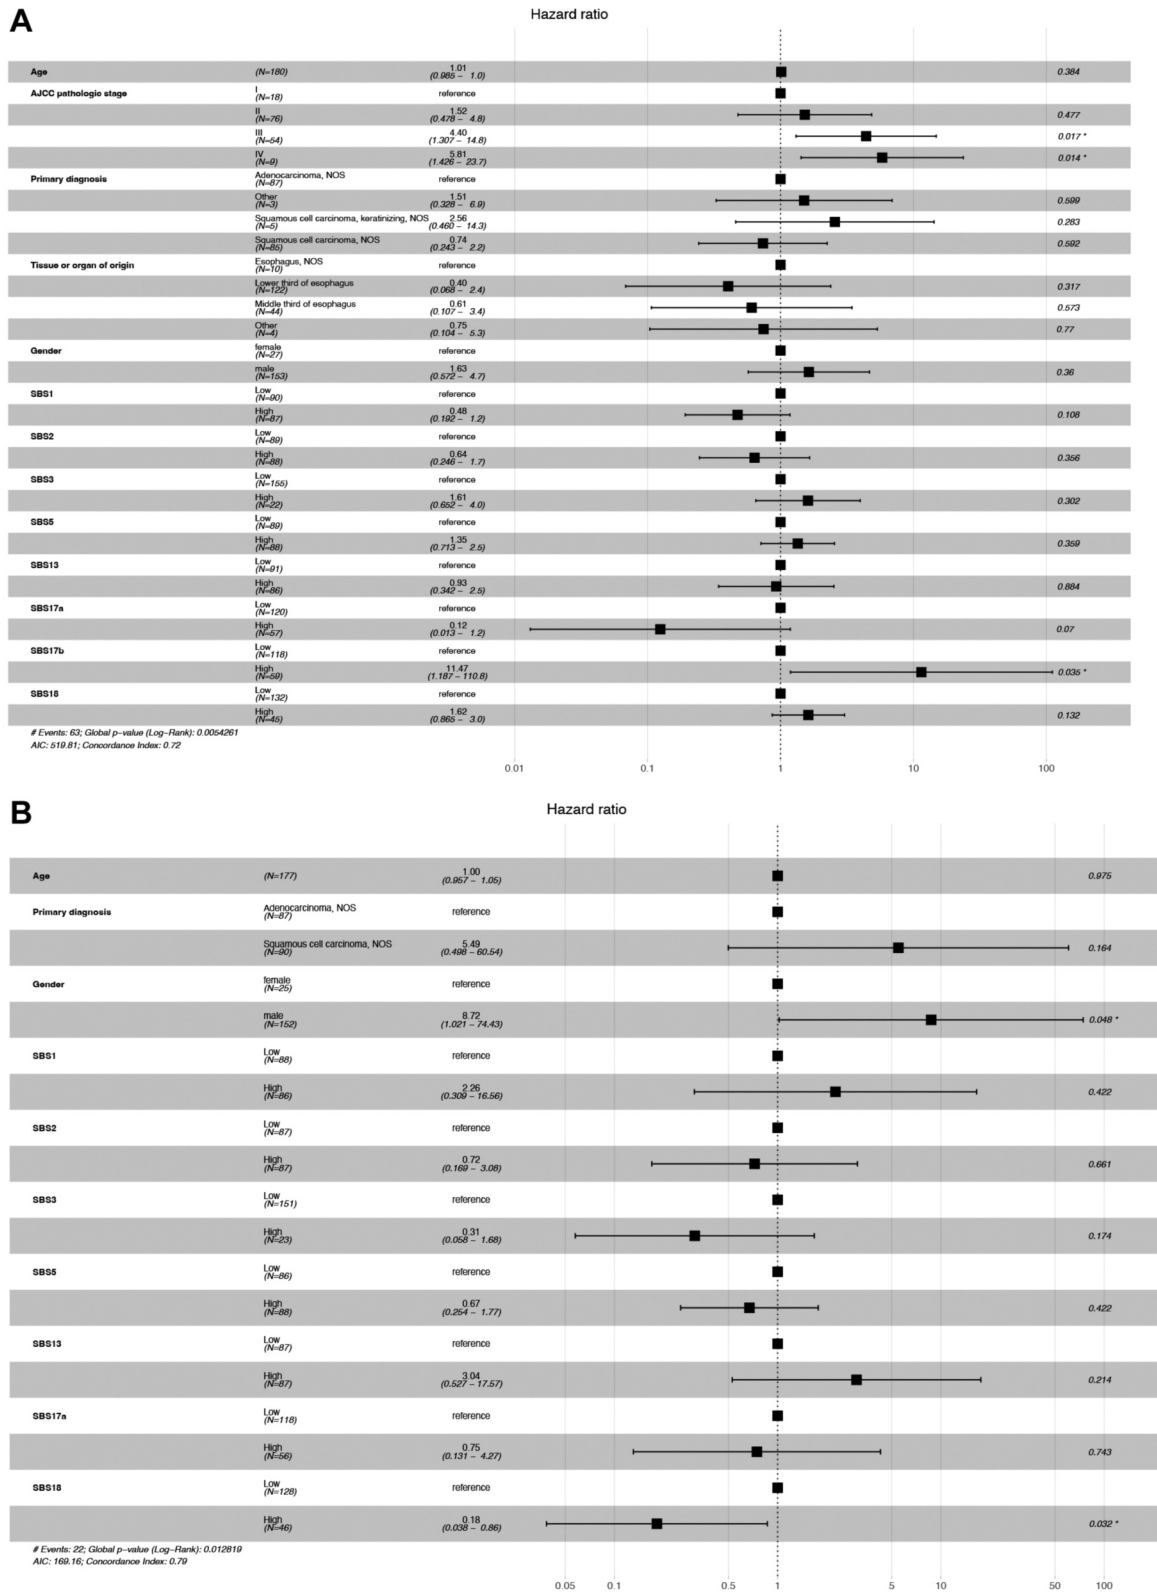 A
Hazard ratio
Age (N=180) 1.01 (0.985 – 1.0) 0.384
AJCC pathologic stage I (N=18) reference
II (N=76) 1.52 (0.478 – 4.8) 0.477
III (N=54) 4.40 (1.307 – 14.8) 0.017 *
IV (N=9) 5.81 (1.426 – 23.7) 0.014 *
Primary diagnosis Adenocarcinoma, NOS (N=87) reference
Other (N=3) 1.51 (0.328 – 6.9) 0.599
Squamous cell carcinoma, keratinizing, NOS (N=5) 2.56 (0.460 – 14.3) 0.283
Squamous cell carcinoma, NOS (N=85) 0.74 (0.243 – 2.2) 0.592
Tissue or organ of origin Esophagus, NOS (N=10) reference
Lower third of esophagus (N=122) 0.40 (0.068 – 2.4) 0.317
Middle third of esophagus (N=44) 0.61 (0.107 – 3.4) 0.573
Other (N=4) 0.75 (0.104 – 5.3) 0.77
Gender female (N=27) reference
male (N=153) 1.63 (0.572 – 4.7) 0.36
SBS1 Low (N=90) reference
High (N=87) 0.48 (0.192 – 1.2) 0.108
SBS2 Low (N=89) reference
High (N=88) 0.64 (0.246 – 1.7) 0.356
SBS3 Low (N=155) reference
High (N=22) 1.61 (0.652 – 4.0) 0.302
SBS5 Low (N=89) reference
High (N=88) 1.35 (0.713 – 2.5) 0.359
SBS13 Low (N=91) reference
High (N=86) 0.93 (0.342 – 2.5) 0.884
SBS17a Low (N=120) reference
High (N=57) 0.12 (0.013 – 1.2) 0.07
SBS17b Low (N=118) reference
High (N=59) 11.47 (1.187 – 110.8) 0.035 *
SBS18 Low (N=132) reference
High (N=45) 1.62 (0.865 – 3.0) 0.132
# Events: 63; Global p−value (Log−Rank): 0.0054261
AIC: 519.81; Concordance Index: 0.72
0.01 0.1 1 10 100
B
Hazard ratio
Age (N=177) 1.00 (0.957 – 1.05) 0.975
Primary diagnosis Adenocarcinoma, NOS (N=87) reference
Squamous cell carcinoma, NOS (N=90) 5.49 (0.498 – 60.54) 0.164
Gender female (N=25) reference
male (N=152) 8.72 (1.021 – 74.43) 0.048 *
SBS1 Low (N=88) reference
High (N=86) 2.26 (0.309 – 16.56) 0.422
SBS2 Low (N=87) reference
High (N=87) 0.72 (0.169 – 3.08) 0.661
SBS3 Low (N=151) reference
High (N=23) 0.31 (0.058 – 1.68) 0.174
SBS5 Low (N=86) reference
High (N=88) 0.67 (0.254 – 1.77) 0.422
SBS13 Low (N=87) reference
High (N=87) 3.04 (0.527 – 17.57) 0.214
SBS17a Low (N=118) reference
High (N=56) 0.75 (0.131 – 4.27) 0.743
SBS18 Low (N=128) reference
High (N=46) 0.18 (0.038 – 0.86) 0.032 *
# Events: 22; Global p−value (Log−Rank): 0.012819
AIC: 169.16; Concordance Index: 0.79
0.05 0.1 0.5 1 5 10 50 100